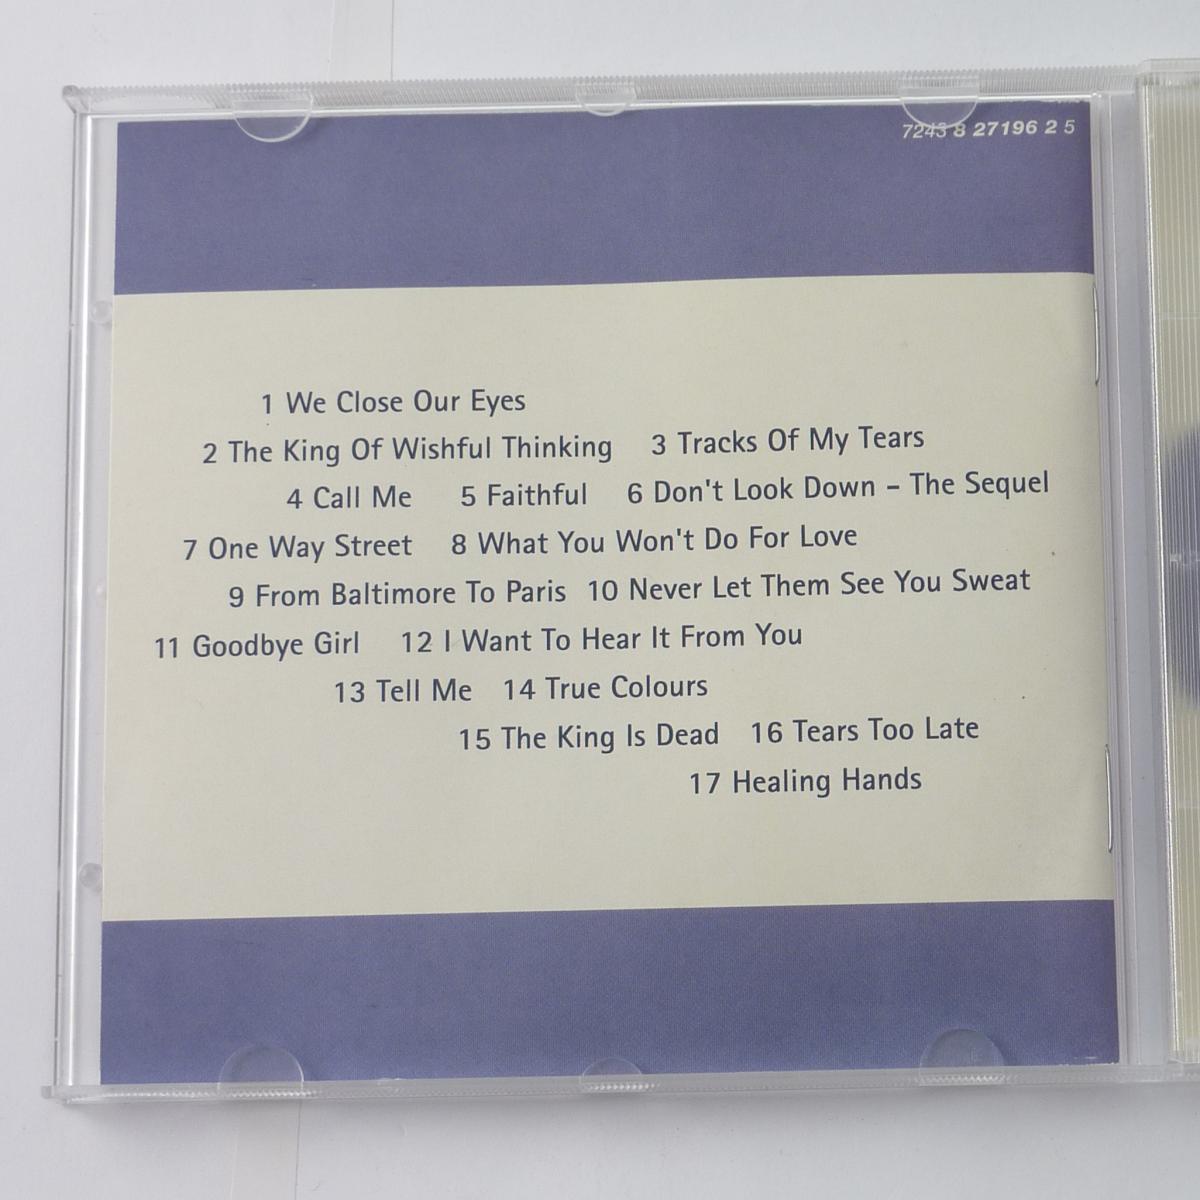 7243 8 27196 2 5
1 We Close Our Eyes
2 The King Of Wishful Thinking 3 Tracks Of My Tears
4 Call Me 5 Faithful 6 Don't Look Down – The Sequel
7 One Way Street 8 What You Won't Do For Love
9 From Baltimore To Paris 10 Never Let Them See You Sweat
11 Goodbye Girl 12 I Want To Hear It From You
13 Tell Me 14 True Colours
15 The King Is Dead 16 Tears Too Late
17 Healing Hands